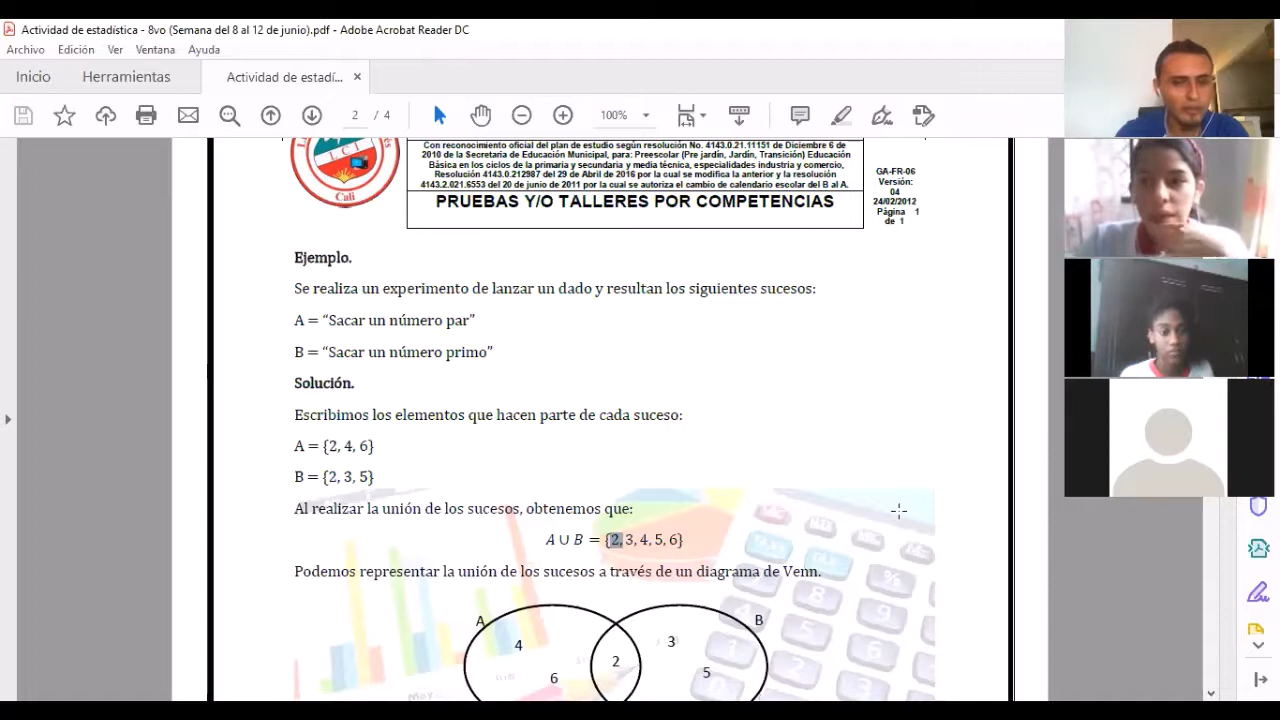 Actividad de estadística - 8vo (Semana del 8 al 12 de junio).pdf - Adobe Acrobat Reader DC
Archivo Edición Ver Ventana Ayuda
Inicio Herramientas Actividad de estadí... ×
2 / 4 100%
Con reconocimiento oficial del plan de estudio según resolución No. 4143.0.21.11151 de Diciembre 6 de
2010 de la Secretaria de Educación Municipal, para: Preescolar (Pre jardín, Jardín, Transición) Educación
Básica en los ciclos de la primaria y secundaria y media técnica, especialidades industria y comercio,
Resolución 4143.0.212987 del 29 de Abril de 2016 por la cual se modifica la anterior y la resolución
4143.2.021.6553 del 20 de junio de 2011 por la cual se autoriza el cambio de calendario escolar del B al A.
PRUEBAS Y/O TALLERES POR COMPETENCIAS
GA-FR-06
Versión:
04
24/02/2012
Página 1
de 1
L.C.I.
Cali
Ejemplo.
Se realiza un experimento de lanzar un dado y resultan los siguientes sucesos:
A = “Sacar un número par”
B = “Sacar un número primo”
Solución.
Escribimos los elementos que hacen parte de cada suceso:
A = {2, 4, 6}
B = {2, 3, 5}
Al realizar la unión de los sucesos, obtenemos que:
A ∪ B = {2, 3, 4, 5, 6}
Podemos representar la unión de los sucesos a través de un diagrama de Venn.
A B
4 3
2
6 5